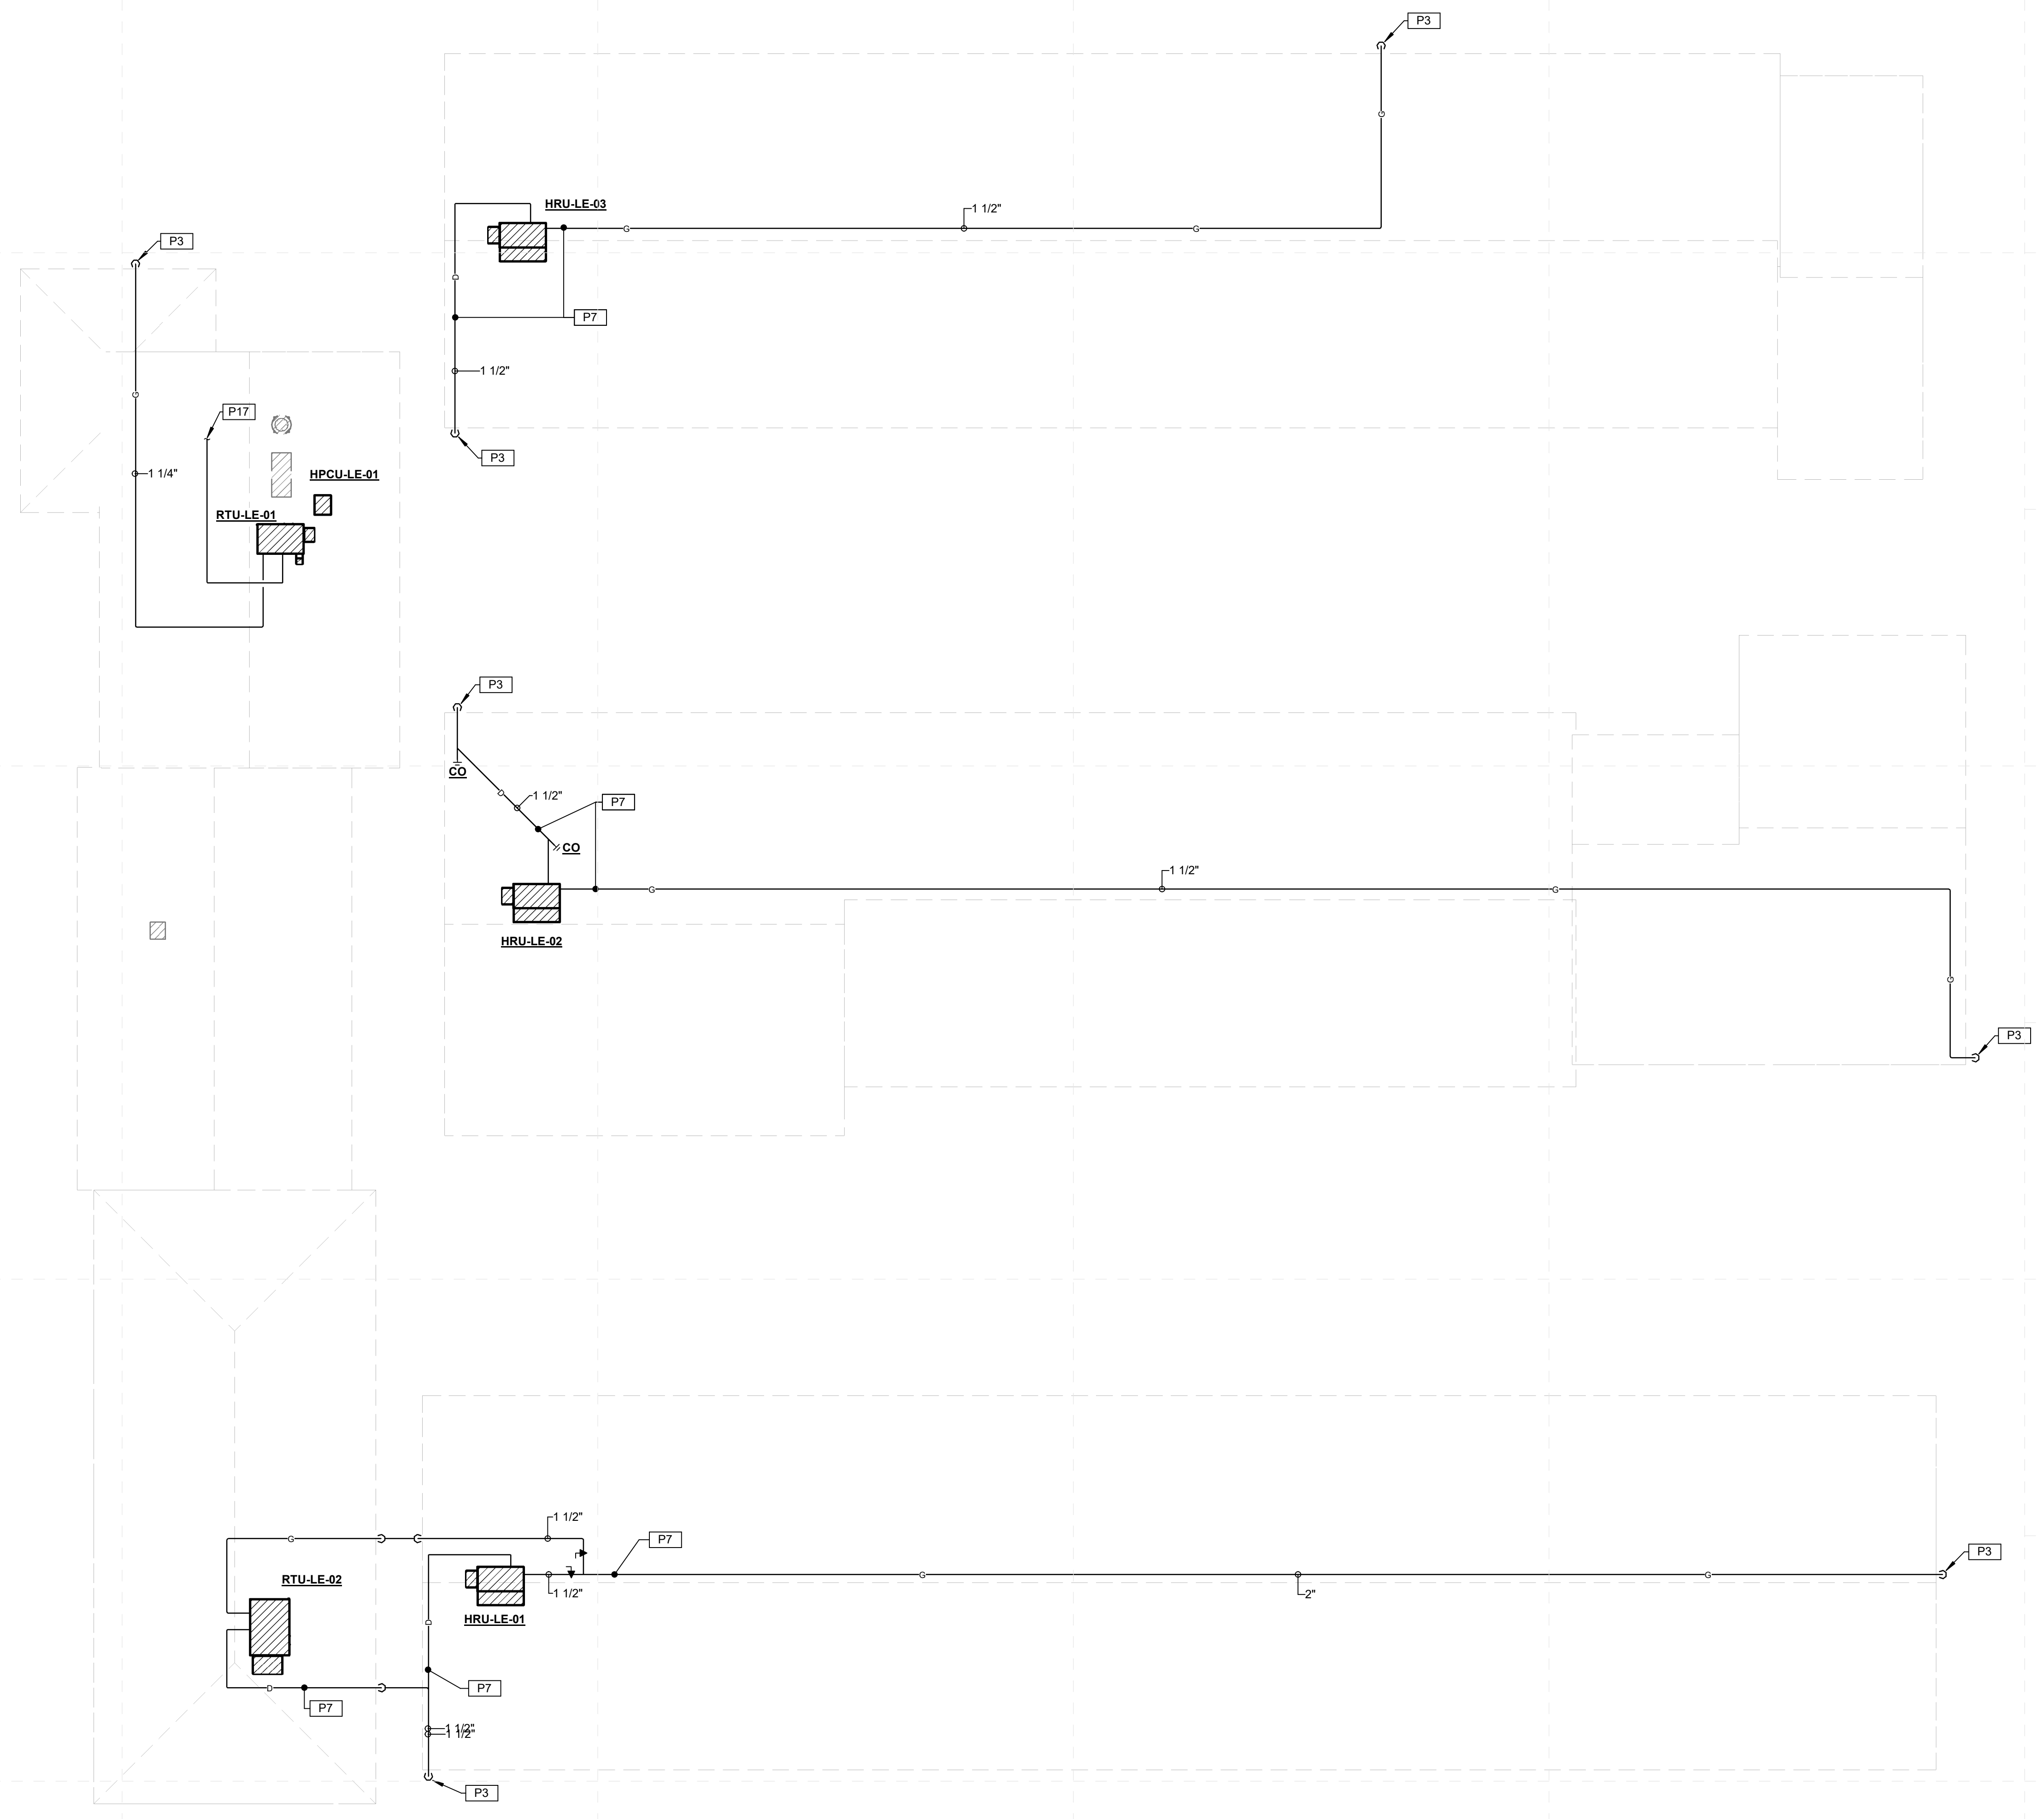 P3
HRU-LE-03
1 1/2"
G
G
G
P3
D
P7
1 1/2"
P3
G
P17
1 1/4"
HPCU-LE-01
RTU-LE-01
P3
CO
D
1 1/2"
P7
CO
1 1/2"
G
G
HRU-LE-02
G
P3
1 1/2"
G
P7
P3
RTU-LE-02
1 1/2"
G
G
2"
HRU-LE-01
D
P7
D
P7
1 1/2"
1 1/2"
P3